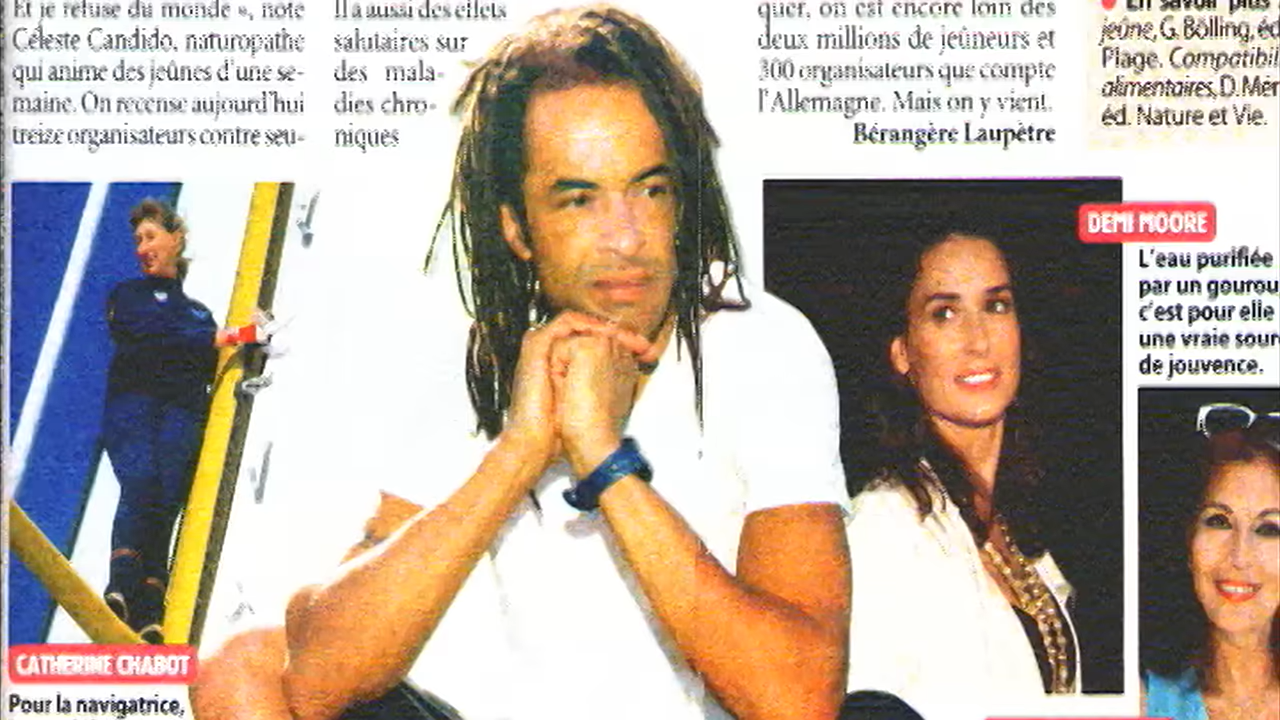 Et je refuse du monde », note
Céleste Candido, naturopathe
qui anime des jeûnes d'une se-
maine. On recense aujourd'hui
treize organisateurs contre seu-
Il a aussi des effets
salutaires sur
des mala-
dies chro-
niques
quer, on est encore loin des
deux millions de jeûneurs et
300 organisateurs que compte
l'Allemagne. Mais on y vient.
Bérangère Laupètre
En savoir plus
jeûne, G. Bölling, éd
Plage. Compatibil
alimentaires, D. Mér
éd. Nature et Vie.
DEMI MOORE
L'eau purifiée
par un gourou
c'est pour elle
une vraie sour
de jouvence.
CATHERINE CHABOT
Pour la navigatrice,